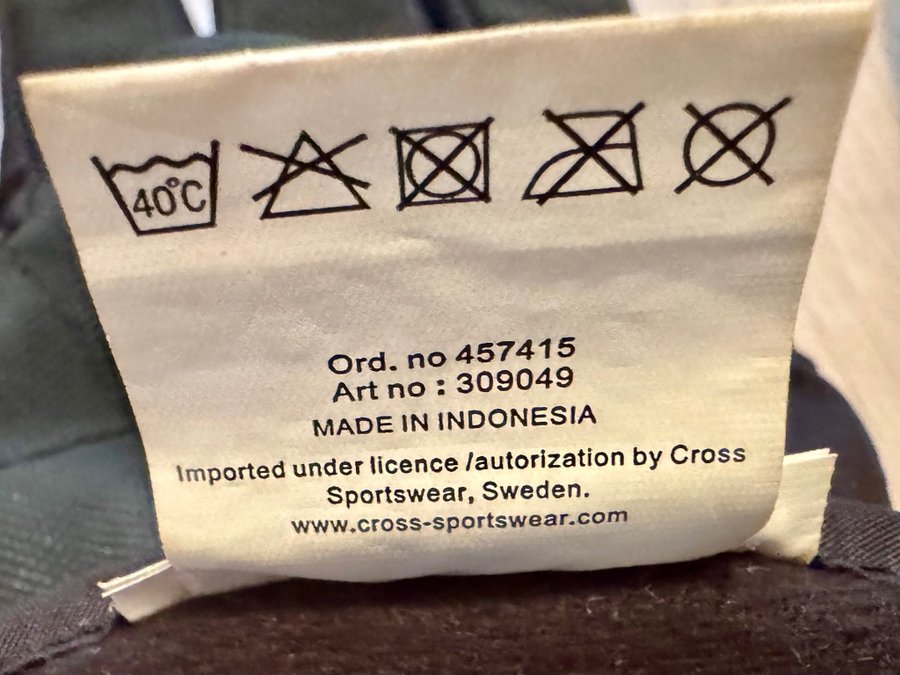 40°C
Ord. no 457415
Art no : 309049
MADE IN INDONESIA
Imported under licence /autorization by Cross
Sportswear, Sweden.
www.cross-sportswear.com